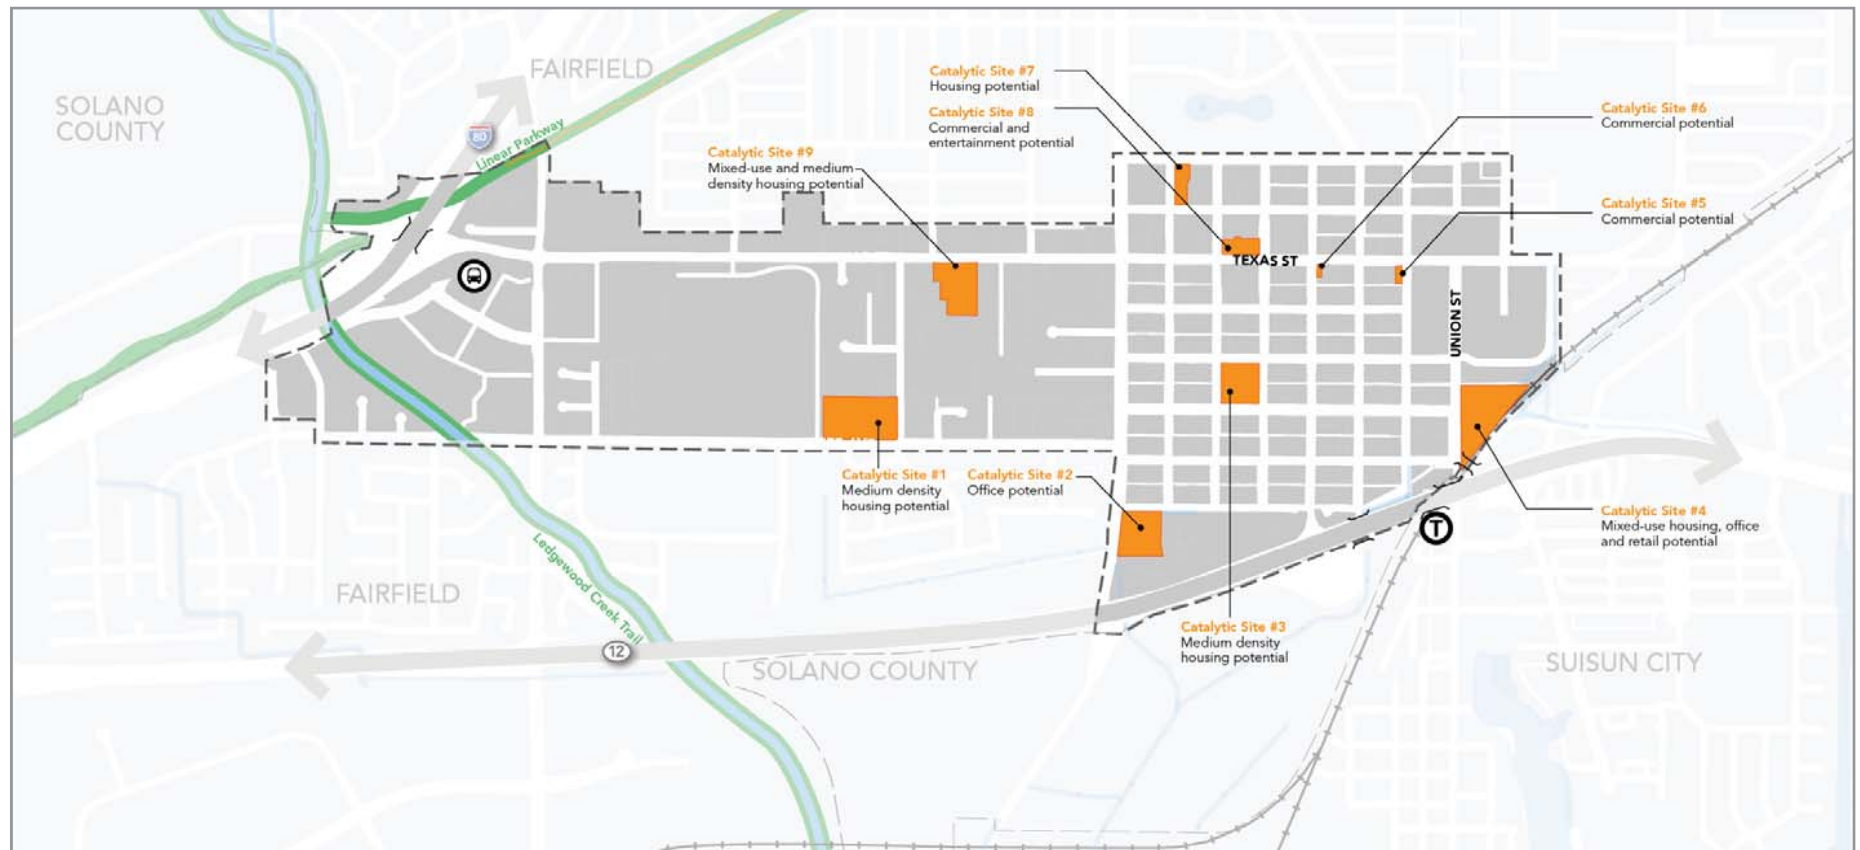 FAIRFIELD
SOLANO
COUNTY
80
Linear Parkway
Catalytic Site #7
Housing potential
Catalytic Site #8
Commercial and
entertainment potential
Catalytic Site #9
Mixed-use and medium
density housing potential
Catalytic Site #6
Commercial potential
Catalytic Site #5
Commercial potential
TEXAS ST
UNION ST
Catalytic Site #1
Medium density
housing potential
Catalytic Site #2
Office potential
Catalytic Site #4
Mixed-use housing, office
and retail potential
T
Ledgewood Creek Trail
FAIRFIELD
12
Catalytic Site #3
Medium density
housing potential
SOLANO COUNTY
SUISUN CITY